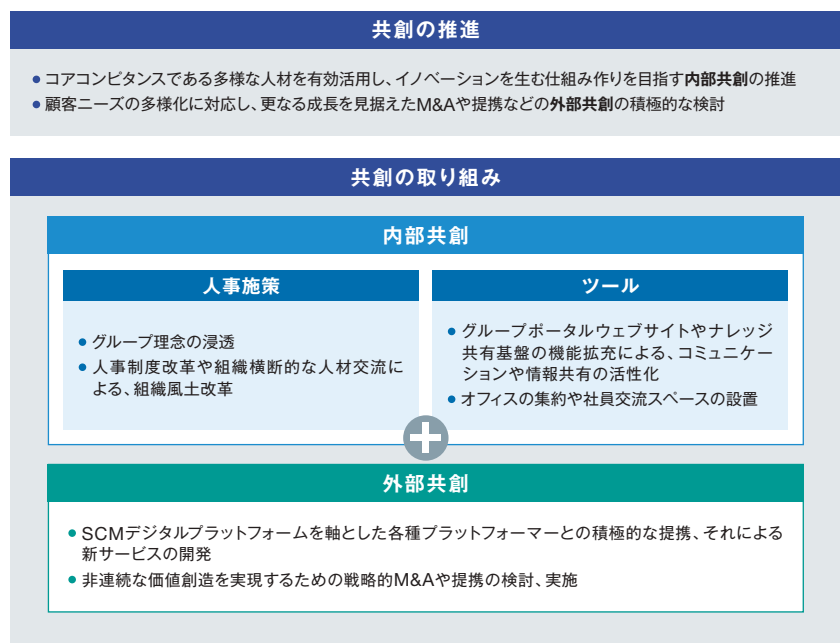 共創の推進
● コアコンピタンスである多様な人材を有効活用し、イノベーションを生む仕組み作りを目指す内部共創の推進
● 顧客ニーズの多様化に対応し、更なる成長を見据えたM&Aや提携などの外部共創の積極的な検討
共創の取り組み
内部共創
人事施策
● グループ理念の浸透
● 人事制度改革や組織横断的な人材交流に
よる、組織風土改革
ツール
● グループポータルウェブサイトやナレッジ
共有基盤の機能拡充による、コミュニケー
ションや情報共有の活性化
● オフィスの集約や社員交流スペースの設置
外部共創
● SCMデジタルプラットフォームを軸とした各種プラットフォーマーとの積極的な提携、それによる
新サービスの開発
● 非連続な価値創造を実現するための戦略的M&Aや提携の検討、実施